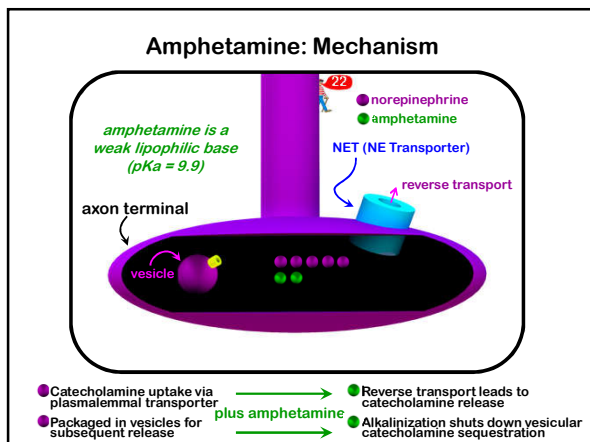 Amphetamine: Mechanism
22
norepinephrine
amphetamine
amphetamine is a
weak lipophilic base
(pKa = 9.9)
NET (NE Transporter)
reverse transport
axon terminal
vesicle
Catecholamine uptake via
plasmalemmal transporter
Reverse transport leads to
catecholamine release
plus amphetamine
Packaged in vesicles for
subsequent release
Alkalinization shuts down vesicular
catecholamine sequestration